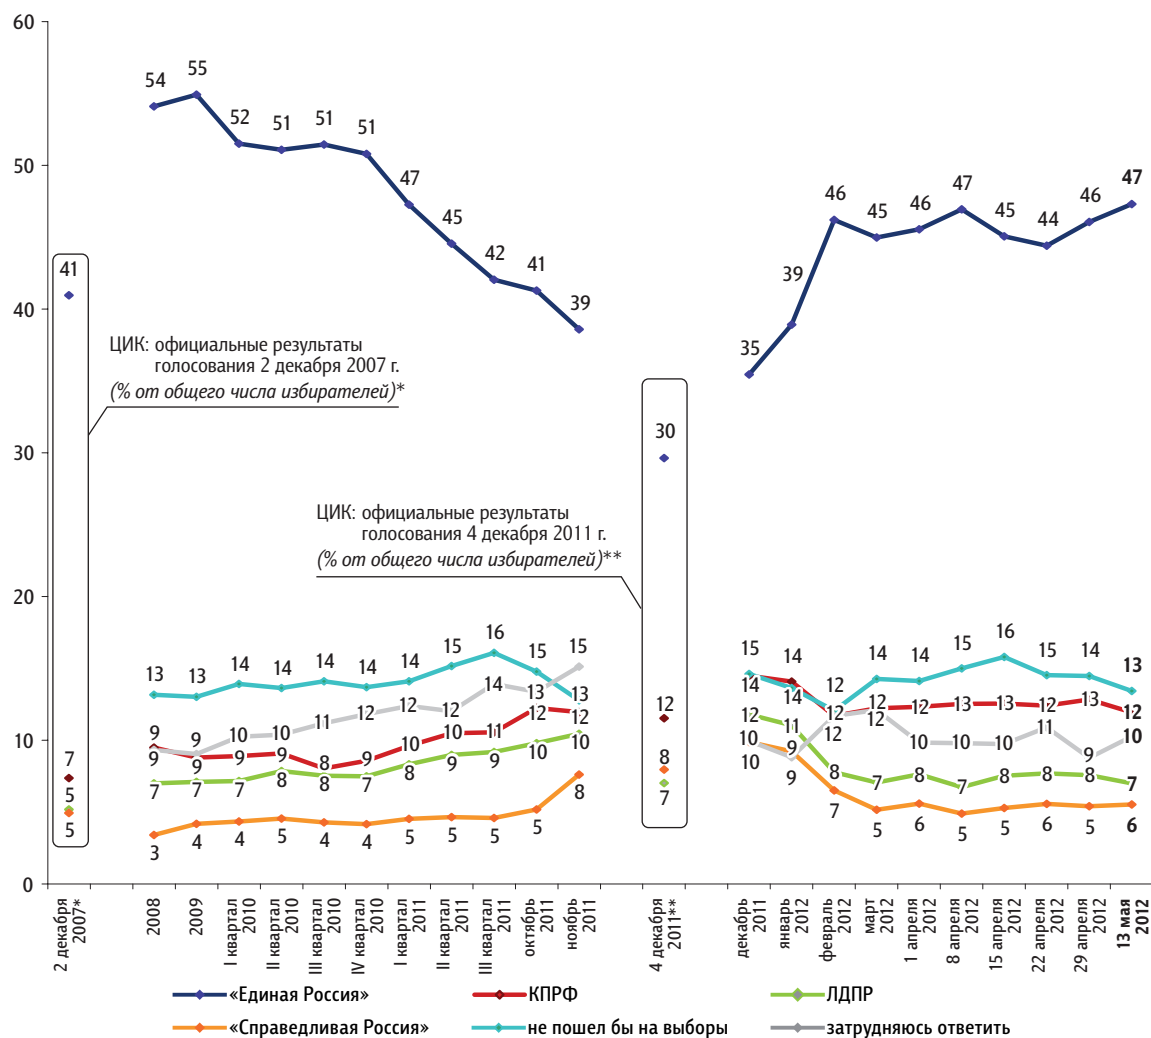 60
50
40
30
20
10
0
54
55
52
51
51
51
47
45
42
41
39
41
7
5
5
ЦИК: официальные результаты
голосования 2 декабря 2007 г.
(% от общего числа избирателей)*
30
12
8
7
ЦИК: официальные результаты
голосования 4 декабря 2011 г.
(% от общего числа избирателей)**
35
39
46
45
46
47
45
44
46
47
13 13 14 14 14 14 14 15 16 15 13
9 9 10 10 11 12 12 12 14 13 15
9 9 9 9 8 9 10 10 11 12 12
7 7 7 8 8 7 8 9 9 10 10
3 4 4 5 4 4 5 5 5 5 8
15 14 12 14 14 15 16 15 14 13
14 14 12 12 12 13 13 12 13 12
10 9 12 12 10 10 10 11 9 10
12 11 8 7 8 7 8 8 8 7
10 9 7 5 6 5 5 6 5 6
2 декабря 2007*
2008
2009
I квартал 2010
II квартал 2010
III квартал 2010
IV квартал 2010
I квартал 2011
II квартал 2011
III квартал 2011
октябрь 2011
ноябрь 2011
4 декабря 2011**
декабрь 2011
январь 2012
февраль 2012
март 2012
1 апреля 2012
8 апреля 2012
15 апреля 2012
22 апреля 2012
29 апреля 2012
13 мая 2012
«Единая Россия»
КПРФ
ЛДПР
«Справедливая Россия»
не пошел бы на выборы
затрудняюсь ответить